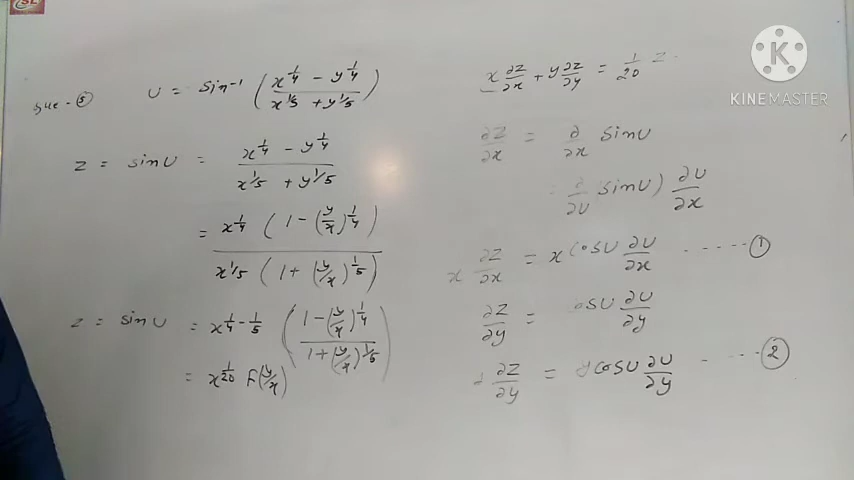 Que - 5 U = Sin⁻¹ ( (x^1/4 - y^1/4) / (x^1/5 + y^1/5) )
Z = sin U = (x^1/4 - y^1/4) / (x^1/5 + y^1/5)
= x^1/4 ( 1 - (y/x)^1/4 ) / x^1/5 ( 1 + (y/x)^1/5 )
Z = sin U = x^1/4 - 1/5 ( (1 - (y/x)^1/4) / (1 + (y/x)^1/5) )
= x^1/20 F(y/x)
x ∂Z/∂x + y ∂Z/∂y = 1/20 Z
∂Z/∂x = ∂/∂x sin U
= ∂/∂U (sin U) ∂U/∂x
x ∂Z/∂x = x cos U ∂U/∂x ------ ①
∂Z/∂y = cos U ∂U/∂y
y ∂Z/∂y = y cos U ∂U/∂y ----- ②
KINEMASTER